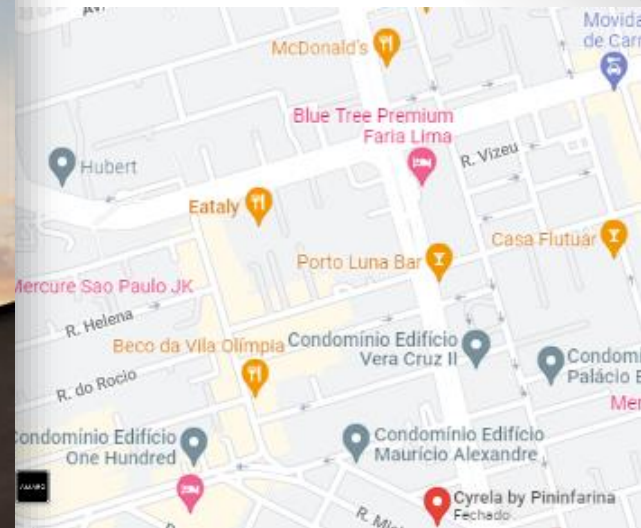 McDonald's
Movida
de Carr
Blue Tree Premium
Faria Lima
R. Vizeu
Hubert
Eataly
Casa Flutuar
Porto Luna Bar
Mercure Sao Paulo JK
R. Helena
Beco da Vila Olímpia
Condomínio Edifício
Vera Cruz II
R. do Rocio
Condomí
Palácio E
Mer
Condomínio Edifício
One Hundred
Condomínio Edifício
Maurício Alexandre
Cyrela by Pininfarina
Fechado